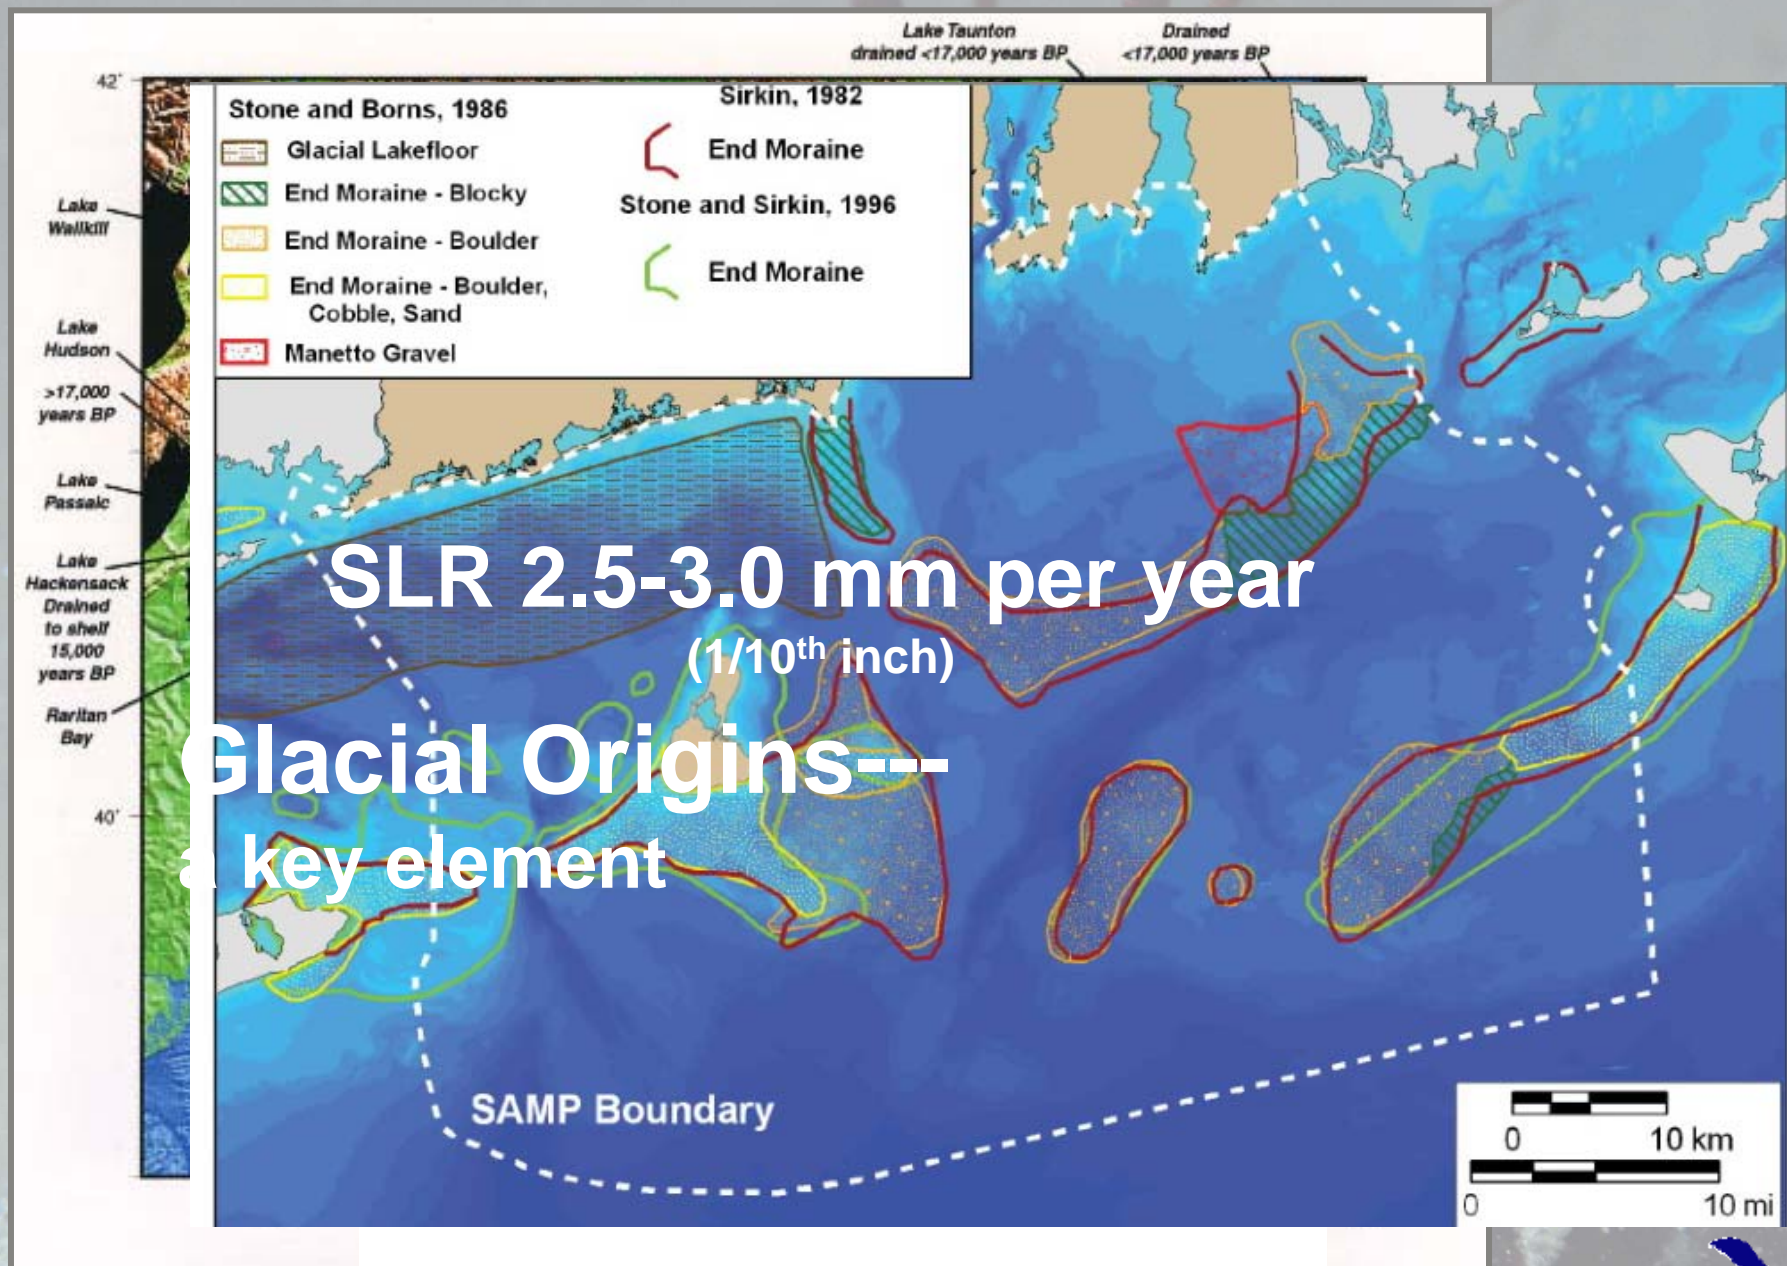 Lake Taunton
drained <17,000 years BP
Drained
<17,000 years BP
42°
Lake
Wallkill
Lake
Hudson
>17,000
years BP
Lake
Passaic
Lake
Hackensack
Drained
to shelf
15,000
years BP
Raritan
Bay
40°
Stone and Borns, 1986
Glacial Lakefloor
End Moraine - Blocky
End Moraine - Boulder
End Moraine - Boulder,
Cobble, Sand
Manetto Gravel
Sirkin, 1982
End Moraine
Stone and Sirkin, 1996
End Moraine
SLR 2.5-3.0 mm per year
(1/10th inch)
Glacial Origins---
a key element
SAMP Boundary
0 10 km
0 10 mi